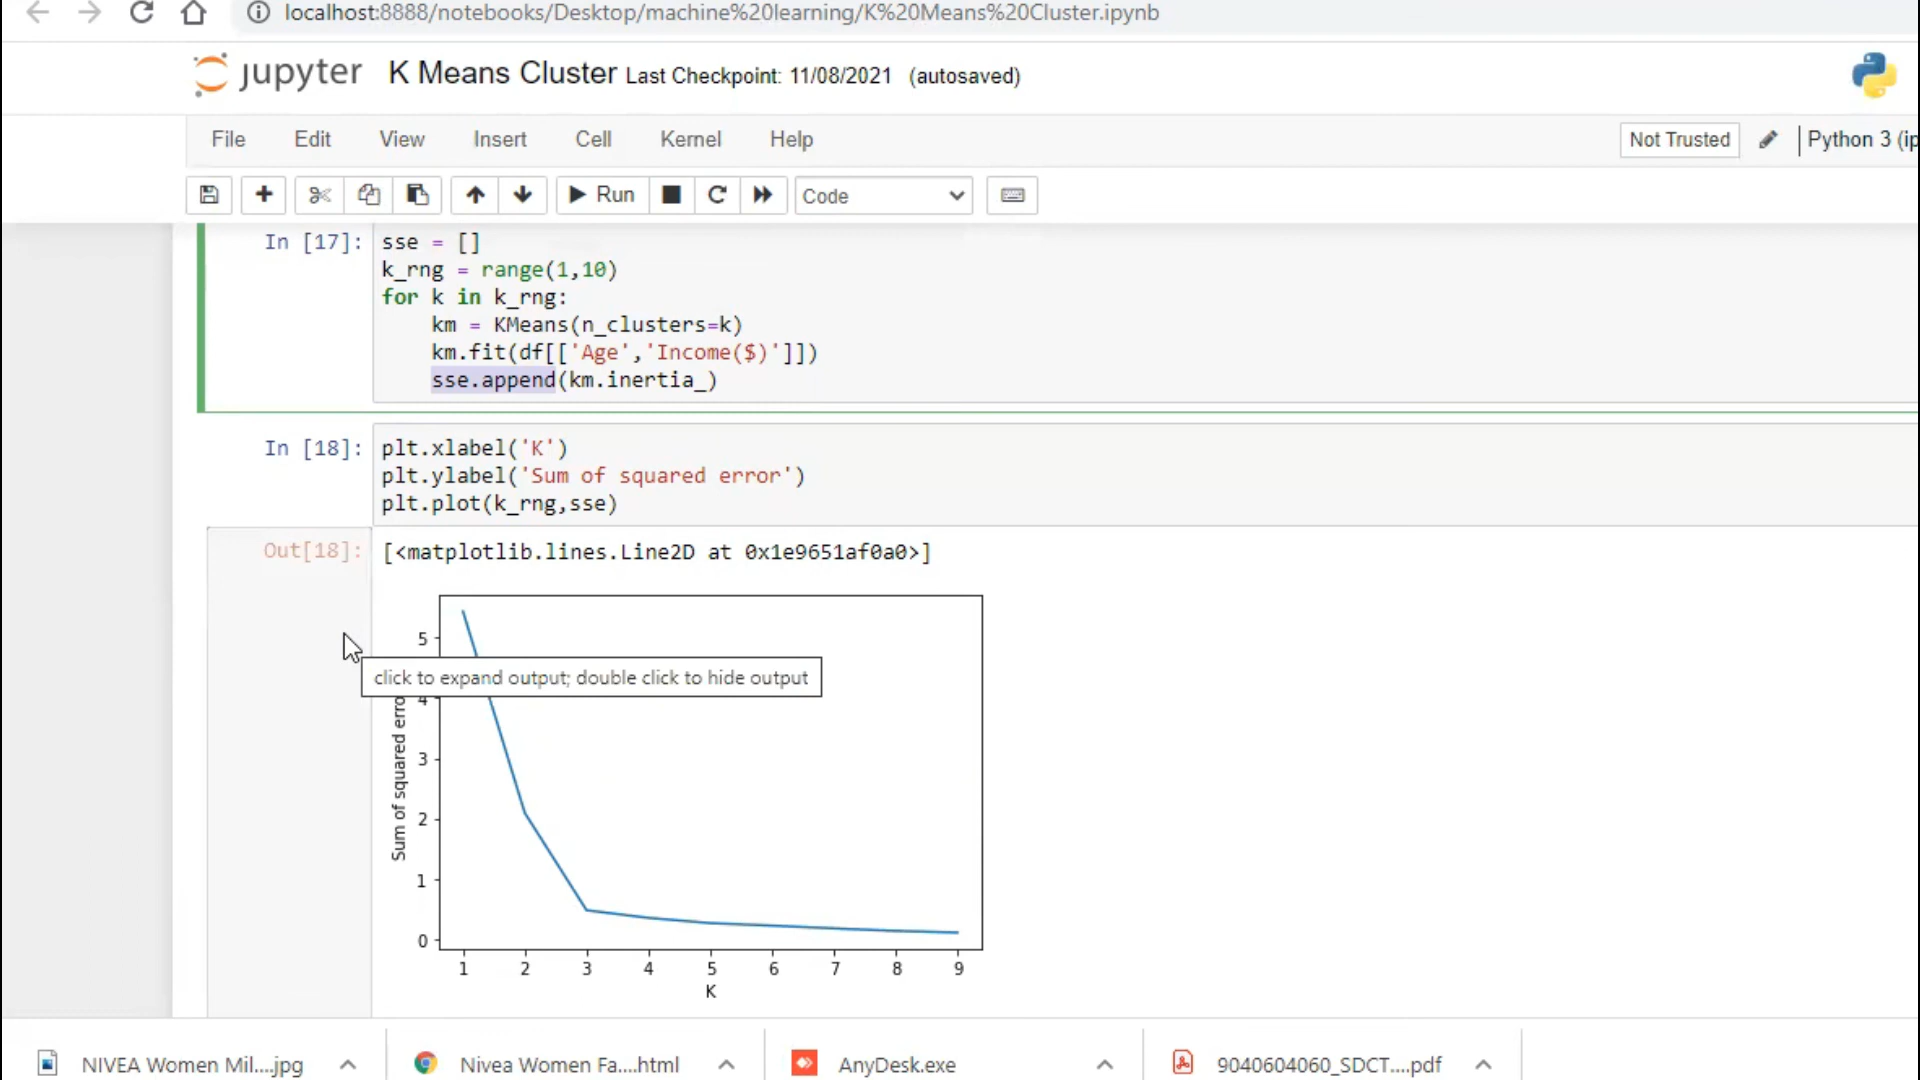 localhost:8888/notebooks/Desktop/machine%20learning/K%20Means%20Cluster.ipynb
jupyter K Means Cluster Last Checkpoint: 11/08/2021 (autosaved)
File Edit View Insert Cell Kernel Help Not Trusted Python 3 (ip
Run Code
In [17]: sse = []
k_rng = range(1,10)
for k in k_rng:
    km = KMeans(n_clusters=k)
    km.fit(df[['Age','Income($)']])
    sse.append(km.inertia_)
In [18]: plt.xlabel('K')
plt.ylabel('Sum of squared error')
plt.plot(k_rng,sse)
Out[18]: [<matplotlib.lines.Line2D at 0x1e9651af0a0>]
5
click to expand output; double click to hide output
4
Sum of squared erro
3
2
1
0
1 2 3 4 5 6 7 8 9
K
NIVEA Women Mil....jpg Nivea Women Fa....html AnyDesk.exe 9040604060_SDCT....pdf